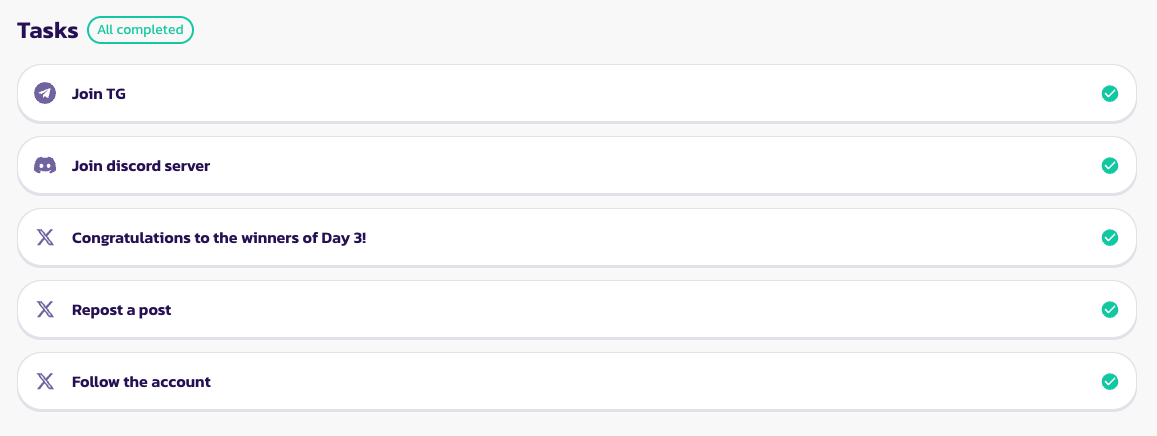 Tasks All completed
Join TG
Join discord server
Congratulations to the winners of Day 3!
Repost a post
Follow the account